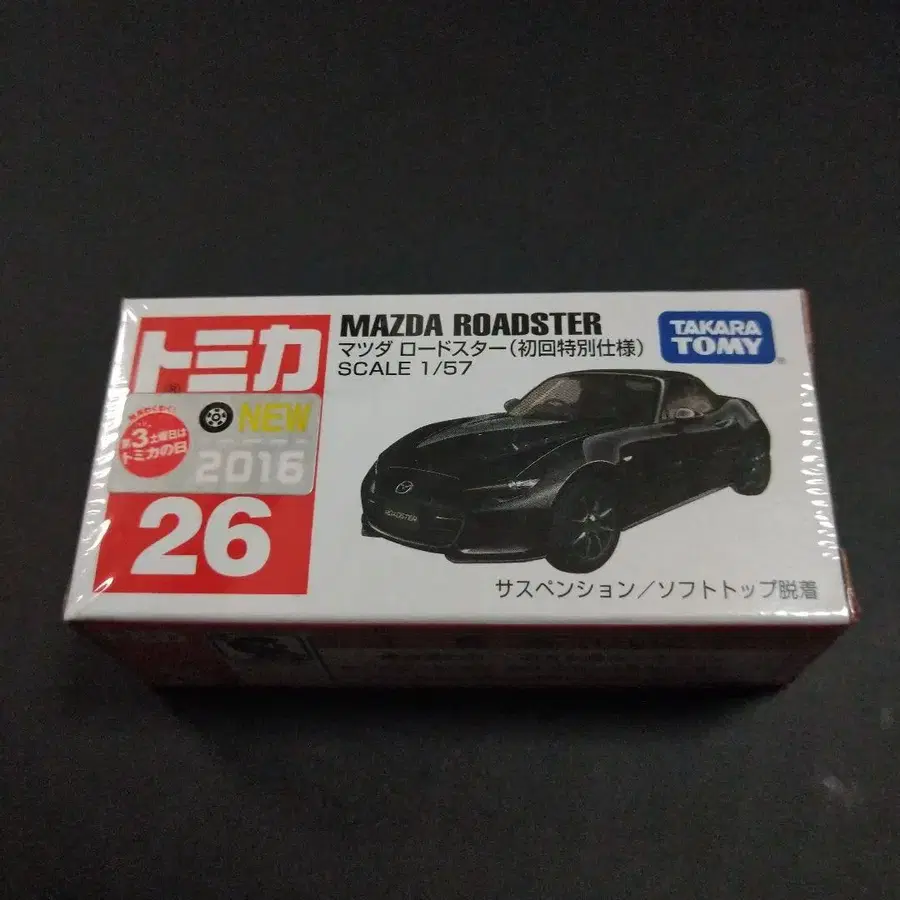 トミカ
MAZDA ROADSTER
マツダ ロードスター(初回特別仕様)
SCALE 1/57
TAKARA
TOMY
第3土曜日は
トミカの日
NEW
2016
26
ROADSTER
サスペンション/ソフトトップ脱着